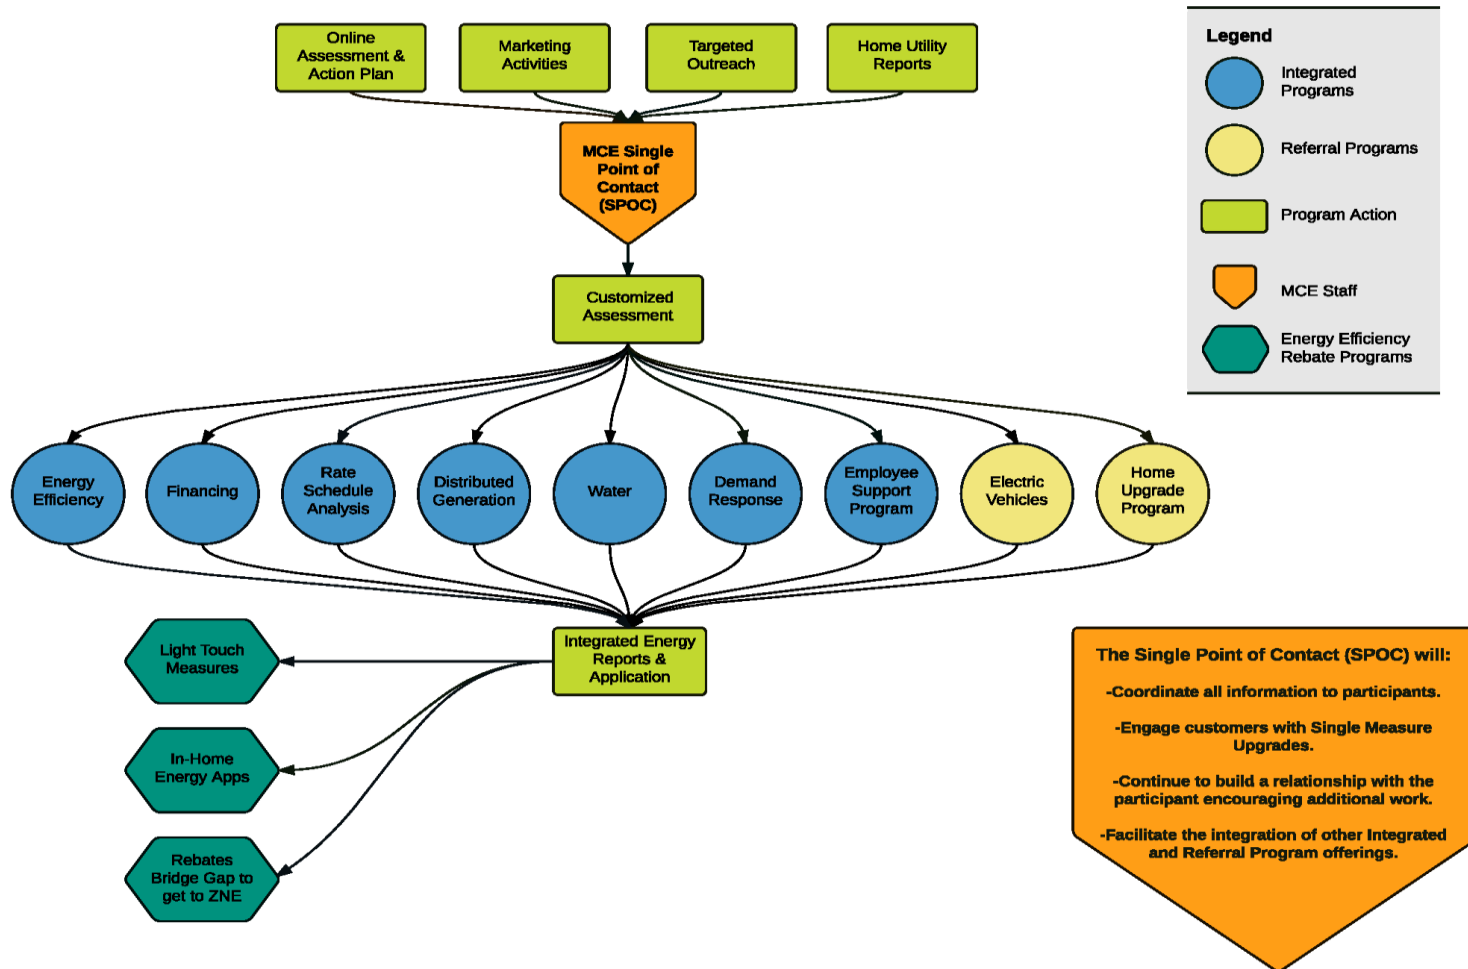 Online
Assessment &
Action Plan
Marketing
Activities
Targeted
Outreach
Home Utility
Reports
MCE Single
Point of
Contact
(SPOC)
Customized
Assessment
Energy
Efficiency
Financing
Rate
Schedule
Analysis
Distributed
Generation
Water
Demand
Response
Employee
Support
Program
Electric
Vehicles
Home
Upgrade
Program
Integrated Energy
Reports &
Application
Light Touch
Measures
In-Home
Energy Apps
Rebates
Bridge Gap to
get to ZNE
Legend
Integrated
Programs
Referral Programs
Program Action
MCE Staff
Energy Efficiency
Rebate Programs
The Single Point of Contact (SPOC) will:
-Coordinate all information to participants.
-Engage customers with Single Measure
Upgrades.
-Continue to build a relationship with the
participant encouraging additional work.
-Facilitate the integration of other Integrated
and Referral Program offerings.